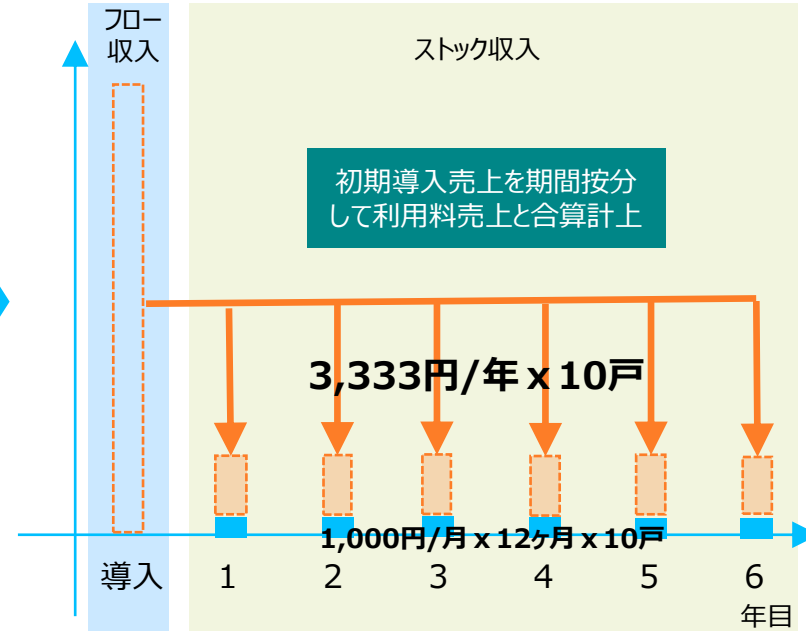 フロー
収入
ストック収入
初期導入売上を期間按分
して利用料売上と合算計上
3,333円/年 x 10戸
1,000円/月 x 12ヶ月 x 10戸
導入 1 2 3 4 5 6
年目